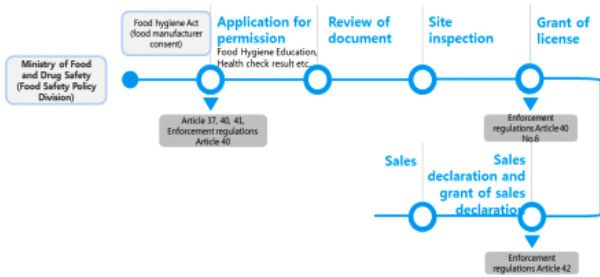 Food hygiene Act
(food manufacturer
consent)
Application for
permission
Food Hygiene Education,
Health check result etc
Review of
document
Site
inspection
Grant of
license
Ministry of Food
and Drug Safety
(Food Safety Policy
Division)
Article 37, 40, 41,
Enforcement regulations
Article 40
Enforcement
regulations Article 40
No.6
Sales
Sales
declaration and
grant of sales
declaration
Enforcement
regulations Article 42